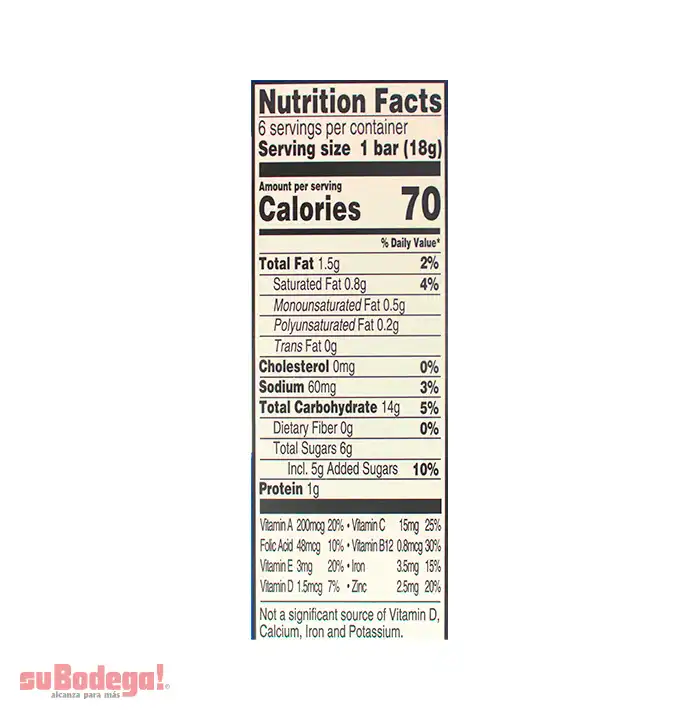 Nutrition Facts
6 servings per container
Serving size 1 bar (18g)
Amount per serving
Calories 70
% Daily Value*
Total Fat 1.5g 2%
Saturated Fat 0.8g 4%
Monounsaturated Fat 0.5g
Polyunsaturated Fat 0.2g
Trans Fat 0g
Cholesterol 0mg 0%
Sodium 60mg 3%
Total Carbohydrate 14g 5%
Dietary Fiber 0g 0%
Total Sugars 6g
Incl. 5g Added Sugars 10%
Protein 1g
Vitamin A 200mcg 20% • Vitamin C 15mg 25%
Folic Acid 48mcg 10% • Vitamin B12 0.8mcg 30%
Vitamin E 3mg 20% • Iron 3.5mg 15%
Vitamin D 1.5mcg 7% • Zinc 2.5mg 20%
Not a significant source of Vitamin D,
Calcium, Iron and Potassium.
suBodega!®
alcanza para más